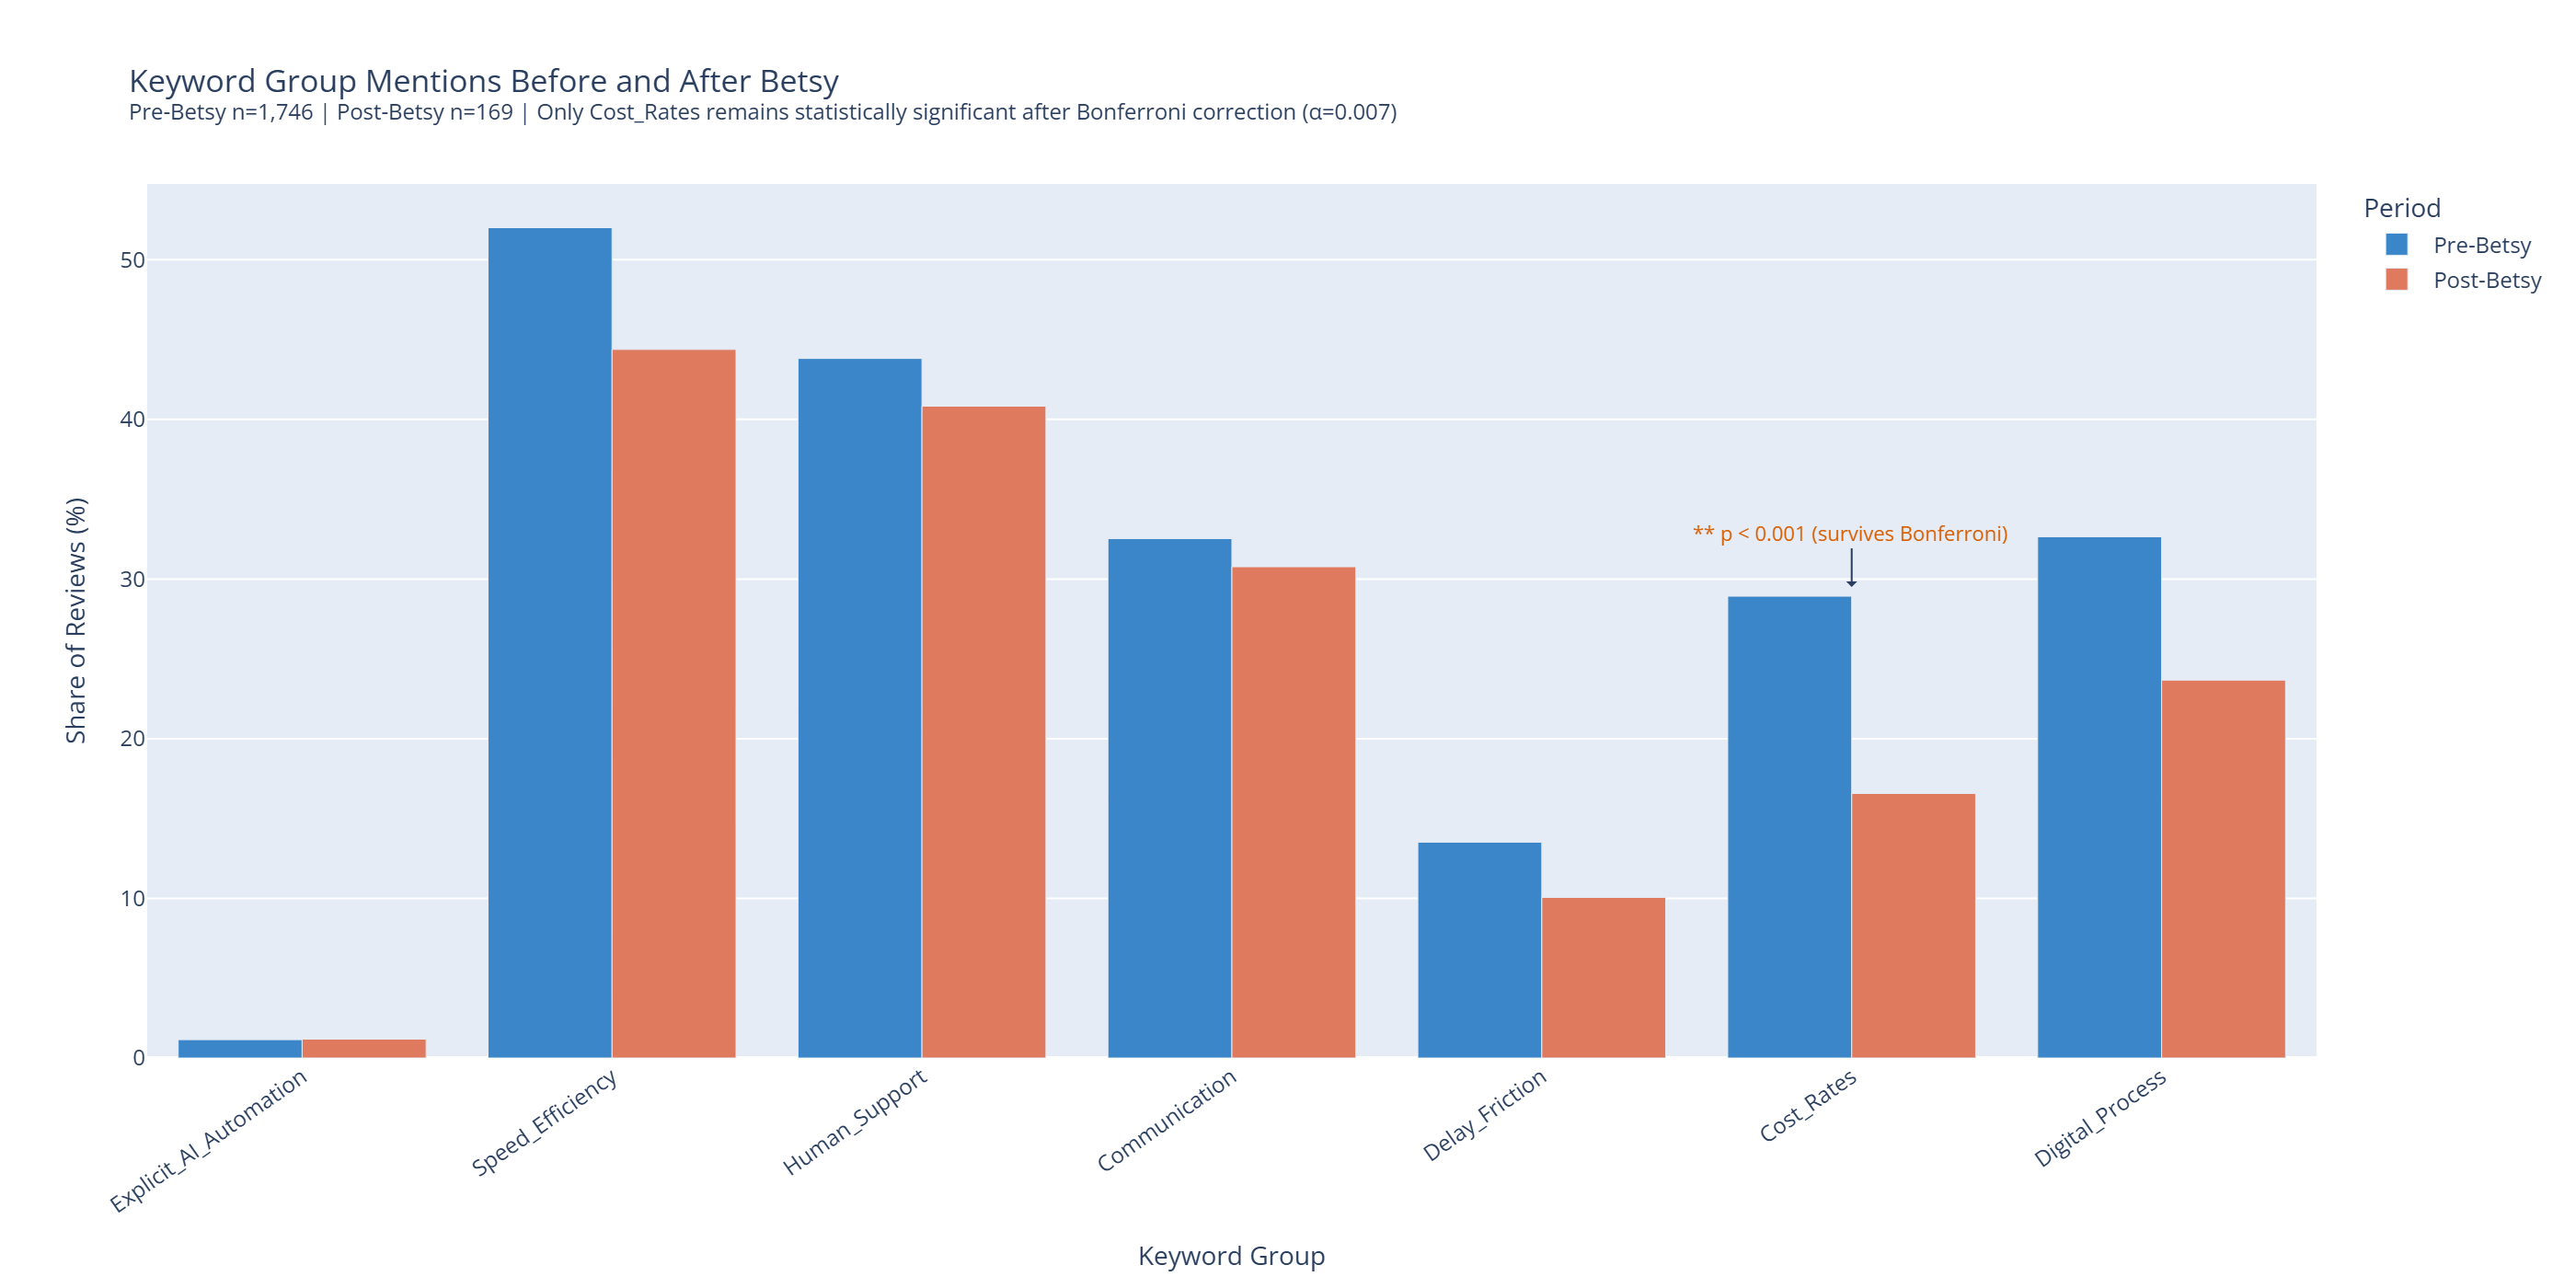 Keyword Group Mentions Before and After Betsy
Pre-Betsy n=1,746 | Post-Betsy n=169 | Only Cost_Rates remains statistically significant after Bonferroni correction (α=0.007)
Period
Pre-Betsy
Post-Betsy
Share of Reviews (%)
50
40
30
20
10
0
** p < 0.001 (survives Bonferroni)
Explicit_AI_Automation
Speed_Efficiency
Human_Support
Communication
Delay_Friction
Cost_Rates
Digital_Process
Keyword Group